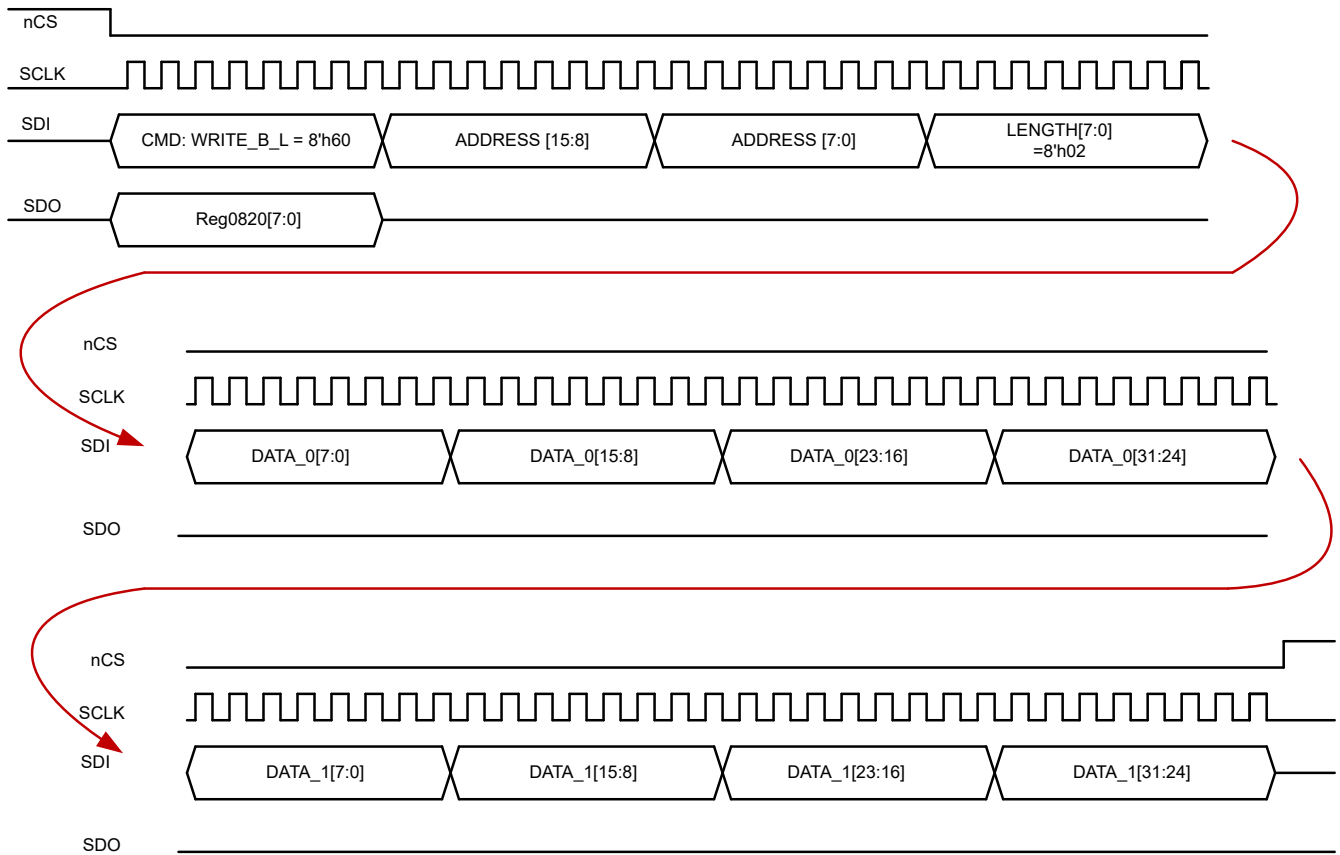 nCS
SCLK
SDI
CMD: WRITE_B_L = 8'h60
ADDRESS [15:8]
ADDRESS [7:0]
LENGTH[7:0]
=8'h02
SDO
Reg0820[7:0]
nCS
SCLK
SDI
DATA_0[7:0]
DATA_0[15:8]
DATA_0[23:16]
DATA_0[31:24]
SDO
nCS
SCLK
SDI
DATA_1[7:0]
DATA_1[15:8]
DATA_1[23:16]
DATA_1[31:24]
SDO